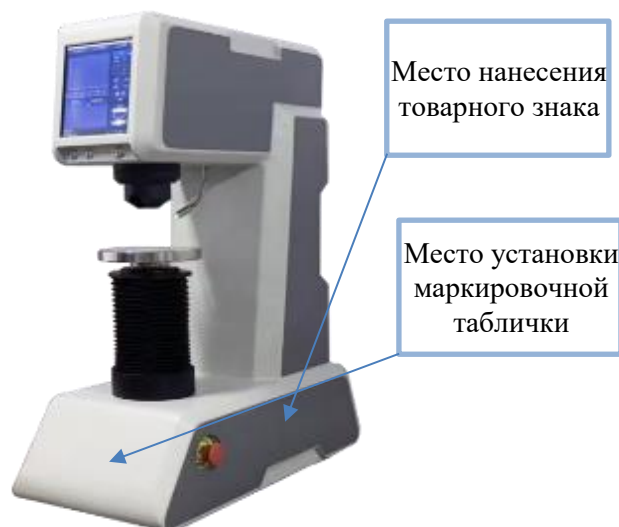 Место нанесения
товарного знака
Место установки
маркировочной
таблички